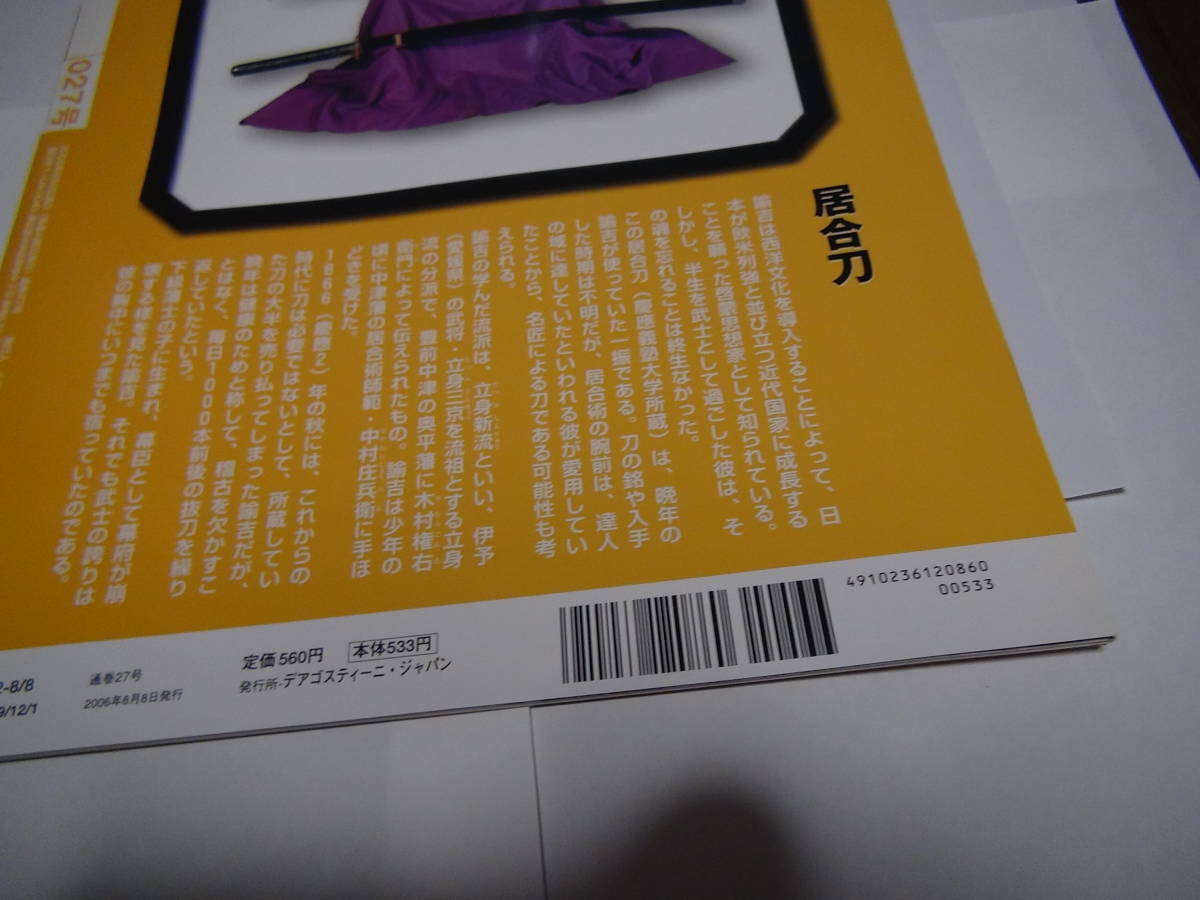 027号
居合刀
諭吉は西洋文化を導入することによって、日
本が欧米列強と並び立つ近代国家に成長する
ことを願った啓蒙思想家として知られている。
しかし、半生を武士として過ごした彼は、そ
の魂を忘れることは終生なかった。
この居合刀（慶應義塾大学所蔵）は、晩年の
諭吉が使っていた一振である。刀の銘や入手
した時期は不明だが、居合術の腕前は、達人
の域に達していたといわれる彼が愛用してい
たことから、名匠による刀である可能性も考
えられる。
諭吉の学んだ流派は、立身新流といい、伊予
（愛媛県）の武将・立身三京を流祖とする立身
流の分流で、豊前中津の奥平藩に木村権右
衛門によって伝えられたもの。諭吉は少年の
頃に中津藩の居合術師範・中村庄兵衛に手ほ
どきを受けた。
1866（慶應2）年の秋には、これからの
時代に刀は必要ではないとして、所蔵してい
た刀の大半を売り払ってしまった諭吉だが、
晩年は健康のためと称して、稽古を欠かすこ
とはなく、毎日1000本前後の抜刀を繰り
返していたという。
下級藩士の子に生まれ、幕臣として幕府が崩
壊する様を見た諭吉。それでも武士の誇りは
彼の胸中にいつまでも宿っていたのである。
4910236120860
00533
定価560円 本体533円
発行所-デアゴスティーニ・ジャパン
通巻27号
2006年8月8日発行
2-8/8
9/12/1